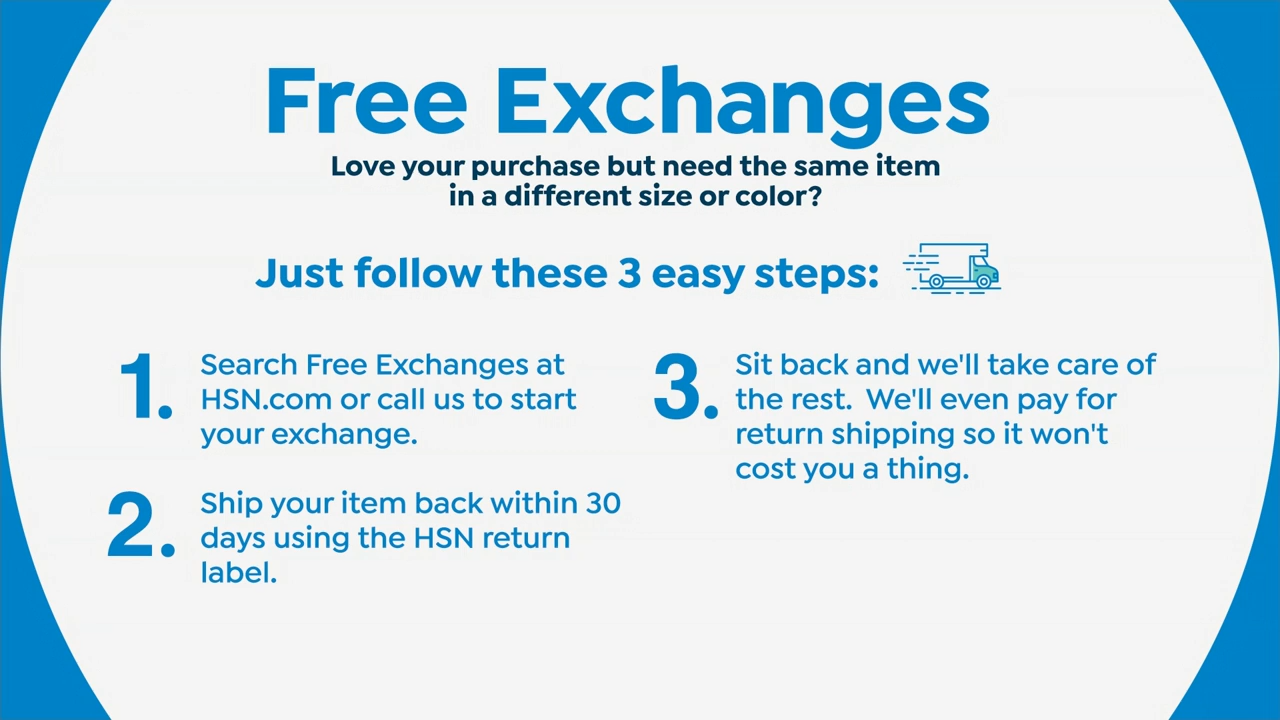 Free Exchanges
Love your purchase but need the same item
in a different size or color?
Just follow these 3 easy steps:
1. Search Free Exchanges at
HSN.com or call us to start
your exchange.
2. Ship your item back within 30
days using the HSN return
label.
3. Sit back and we'll take care of
the rest.  We'll even pay for
return shipping so it won't
cost you a thing.